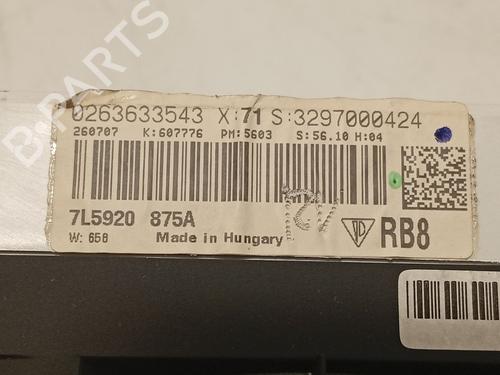 0263633543 X:71 S:3297000424
260707 K:607776 PM:5603 S:56.10 H:04
7L5920 875A
W: 658 Made in Hungary
RB8
B-PARTS